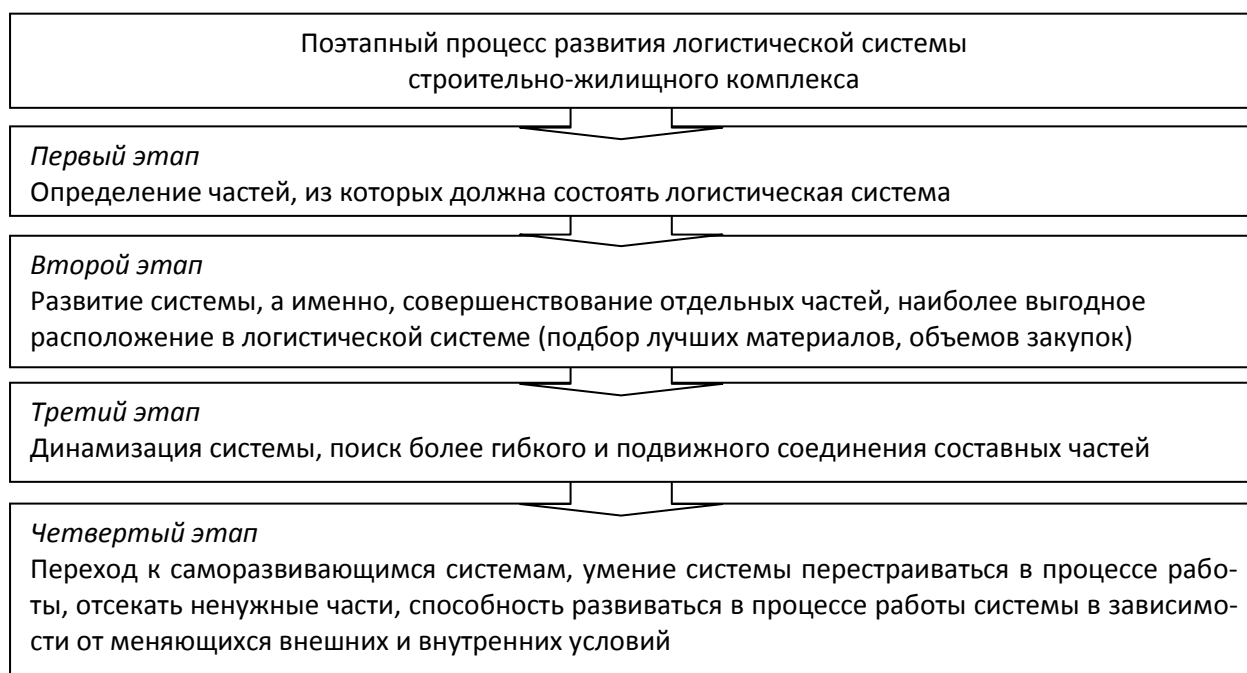 Поэтапный процесс развития логистической системы
строительно-жилищного комплекса
Первый этап
Определение частей, из которых должна состоять логистическая система
Второй этап
Развитие системы, а именно, совершенствование отдельных частей, наиболее выгодное
расположение в логистической системе (подбор лучших материалов, объемов закупок)
Третий этап
Динамизация системы, поиск более гибкого и подвижного соединения составных частей
Четвертый этап
Переход к саморазвивающимся системам, умение системы перестраиваться в процессе рабо-
ты, отсекать ненужные части, способность развиваться в процессе работы системы в зависимо-
сти от меняющихся внешних и внутренних условий